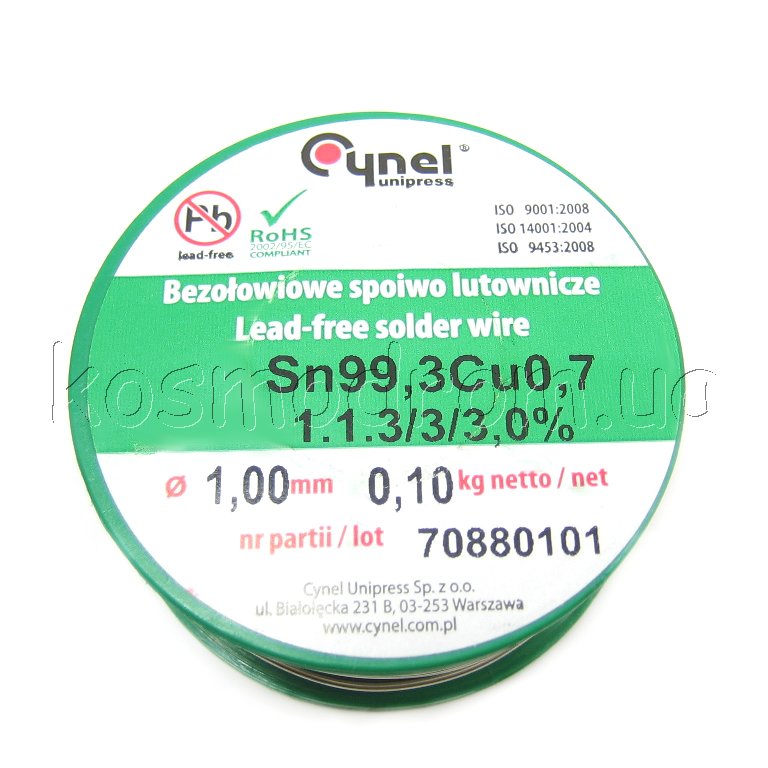 Cynel®
unipress
Pb
lead-free
RoHS
2002/95/EC
COMPLIANT
ISO 9001:2008
ISO 14001:2004
ISO 9453:2008
Bezołowiowe spoiwo lutownicze
Lead-free solder wire
Sn99,3Cu0,7
1.1.3/3/3,0%
ø 1,00mm 0,10 kg netto / net
nr partii / lot 70880101
Cynel Unipress Sp. z o.o.
ul. Białołęcka 231 B, 03-253 Warszawa
www.cynel.com.pl
kosmodrom.ua